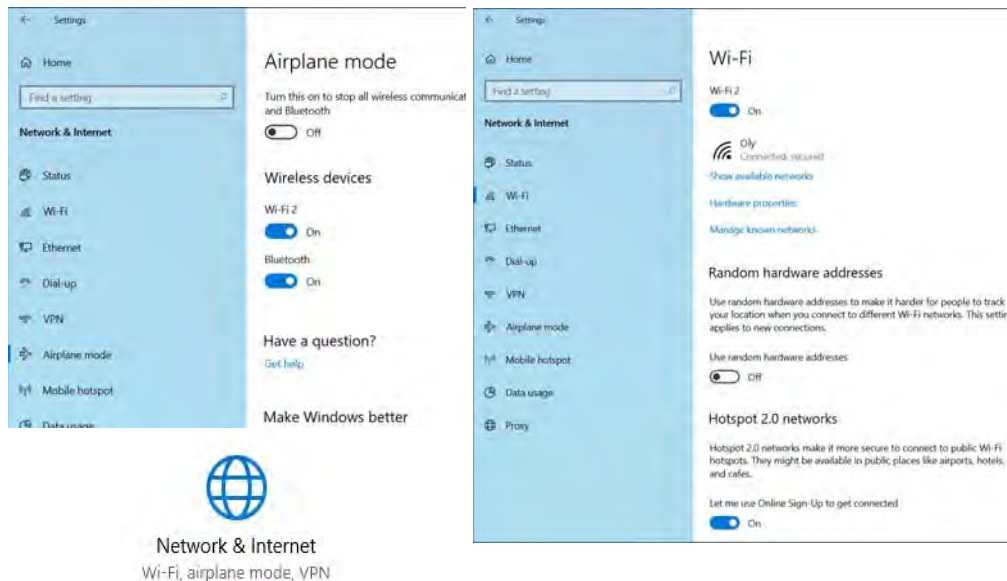 Settings
Home
Find a setting
Network & Internet
Status
Wi-Fi
Ethernet
Dial-up
VPN
Airplane mode
Mobile hotspot
Data usage
Airplane mode
Turn this on to stop all wireless communicat
and Bluetooth
Off
Wireless devices
Wi-Fi 2
On
Bluetooth
On
Have a question?
Get help
Make Windows better
Network & Internet
Wi-Fi, airplane mode, VPN
Settings
Home
Find a setting
Network & Internet
Status
Wi-Fi
Ethernet
Dial-up
VPN
Airplane mode
Mobile hotspot
Data usage
Proxy
Wi-Fi
Wi-Fi 2
On
Oly
Connected, secured
Show available networks
Hardware properties
Manage known networks
Random hardware addresses
Use random hardware addresses to make it harder for people to track
your location when you connect to different Wi-Fi networks. This settin
applies to new connections.
Use random hardware addresses
Off
Hotspot 2.0 networks
Hotspot 2.0 networks make it more secure to connect to public Wi-Fi
hotspots. They might be available in public places like airports, hotels,
and cafes.
Let me use Online Sign-Up to get connected
On